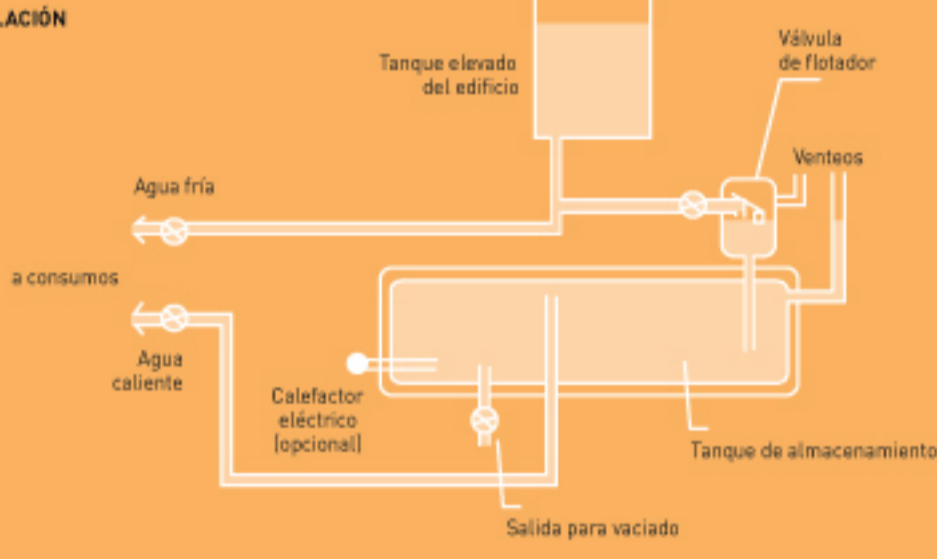 LACIÓN
Tanque elevado
del edificio
Válvula
de flotador
Venteos
Agua fría
a consumos
Agua
caliente
Calefactor
eléctrico
(opcional)
Tanque de almacenamiento
Salida para vaciado